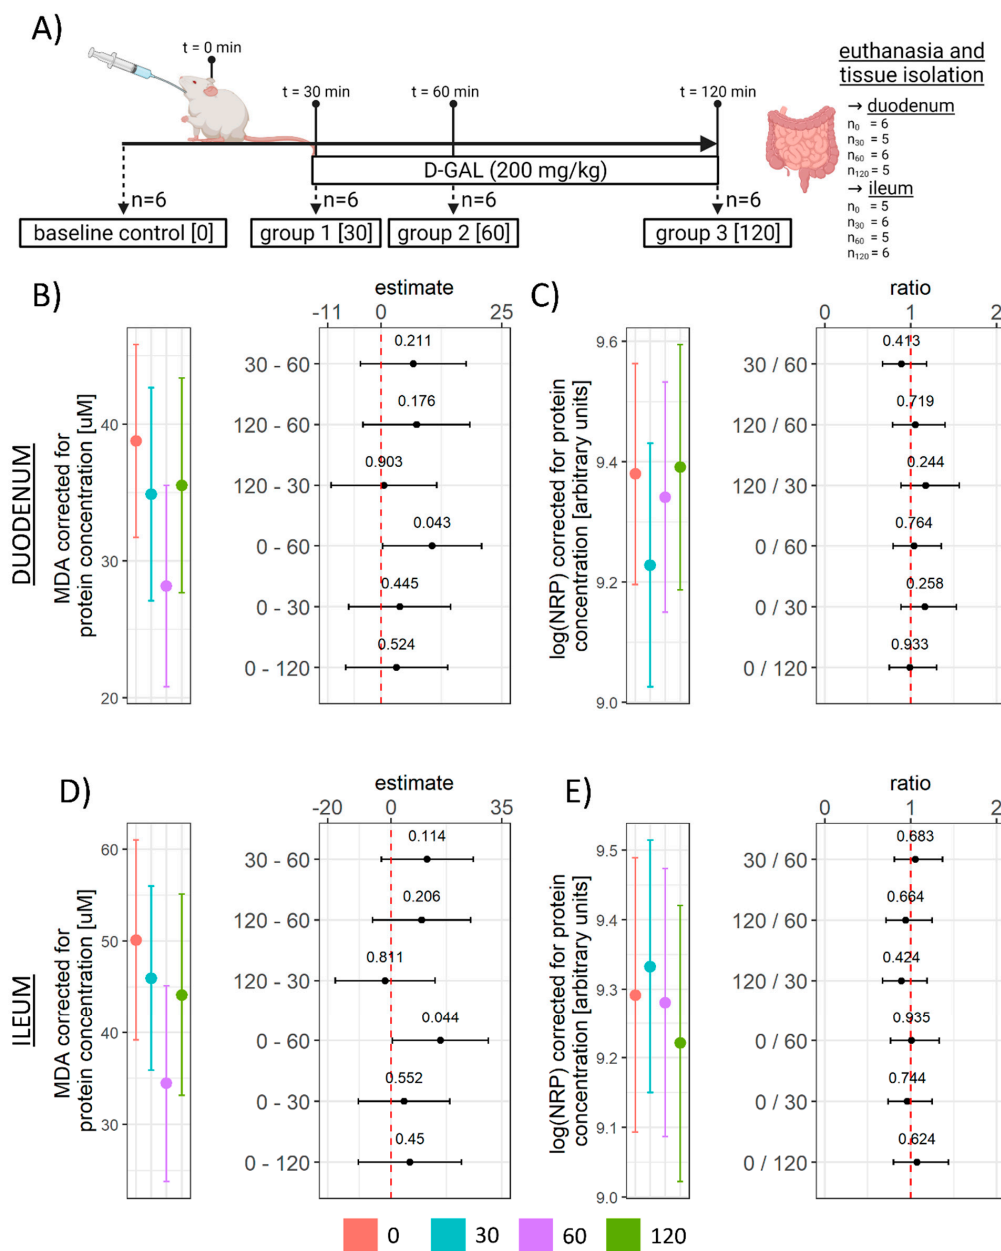 A)
t = 0 min
t = 30 min
t = 60 min
t = 120 min
D-GAL (200 mg/kg)
n=6
n=6
n=6
n=6
baseline control [0]
group 1 [30]
group 2 [60]
group 3 [120]
euthanasia and
tissue isolation
→ duodenum
n0 = 6
n30 = 5
n60 = 6
n120 = 5
→ ileum
n0 = 5
n30 = 6
n60 = 5
n120 = 6
DUODENUM
B)
MDA corrected for
protein concentration [uM]
40
30
20
estimate
-11 0 25
30 - 60
0.211
120 - 60
0.176
120 - 30
0.903
0 - 60
0.043
0 - 30
0.445
0 - 120
0.524
C)
log(NRP) corrected for protein
concentration [arbitrary units]
9.6
9.4
9.2
9.0
ratio
0 1 2
30 / 60
0.413
120 / 60
0.719
120 / 30
0.244
0 / 60
0.764
0 / 30
0.258
0 / 120
0.933
ILEUM
D)
MDA corrected for
protein concentration [uM]
60
50
40
30
estimate
-20 0 35
30 - 60
0.114
120 - 60
0.206
120 - 30
0.811
0 - 60
0.044
0 - 30
0.552
0 - 120
0.45
E)
log(NRP) corrected for protein
concentration [arbitrary units]
9.5
9.4
9.3
9.2
9.1
9.0
ratio
0 1 2
30 / 60
0.683
120 / 60
0.664
120 / 30
0.424
0 / 60
0.935
0 / 30
0.744
0 / 120
0.624
0 30 60 120